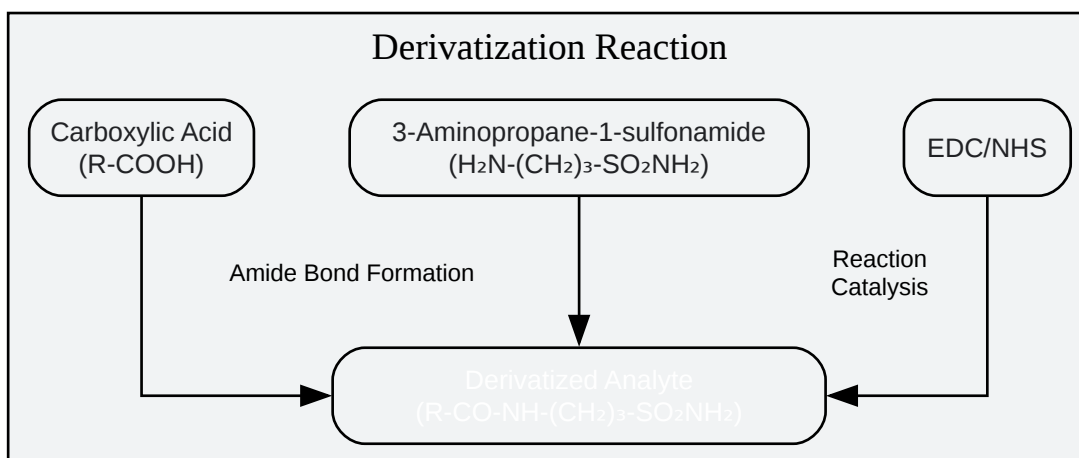 Derivatization Reaction
Carboxylic Acid
(R-COOH)
3-Aminopropane-1-sulfonamide
(H₂N-(CH₂)₃-SO₂NH₂)
EDC/NHS
Amide Bond Formation
Reaction
Catalysis
Derivatized Analyte
(R-CO-NH-(CH₂)₃-SO₂NH₂)